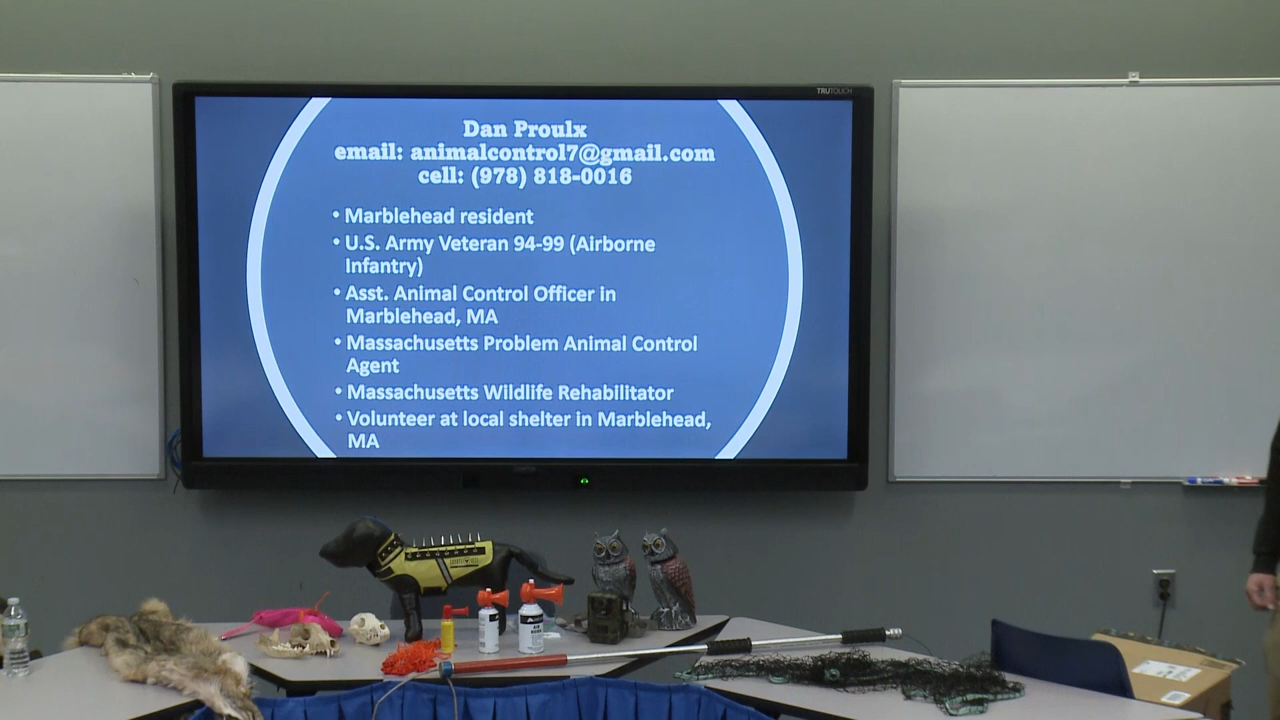 TRUTOUCH
Dan Proulx
email: animalcontrol7@gmail.com
cell: (978) 818-0016
• Marblehead resident
• U.S. Army Veteran 94-99 (Airborne
Infantry)
• Asst. Animal Control Officer in
Marblehead, MA
• Massachusetts Problem Animal Control
Agent
• Massachusetts Wildlife Rehabilitator
• Volunteer at local shelter in Marblehead,
MA